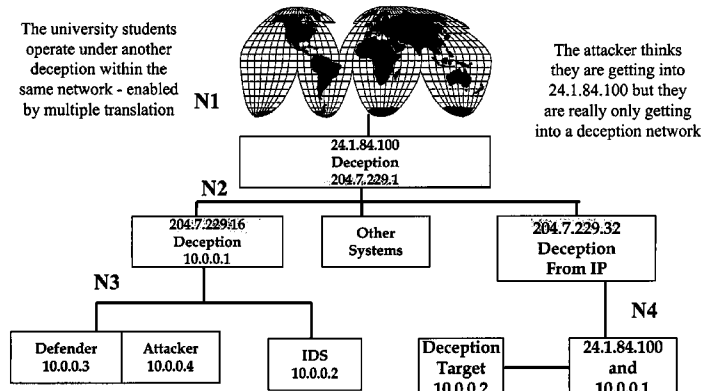 The university students
operate under another
deception within the
same network - enabled
by multiple translation
The attacker thinks
they are getting into
24.1.84.100 but they
are really only getting
into a deception network
N1
24.1.84.100
Deception
204.7.229.1
N2
204.7.229.16
Deception
10.0.0.1
Other
Systems
204.7.229.32
Deception
From IP
N3
N4
Defender
10.0.0.3
Attacker
10.0.0.4
IDS
10.0.0.2
Deception
Target
10.0.0.2
24.1.84.100
and
10.0.0.1